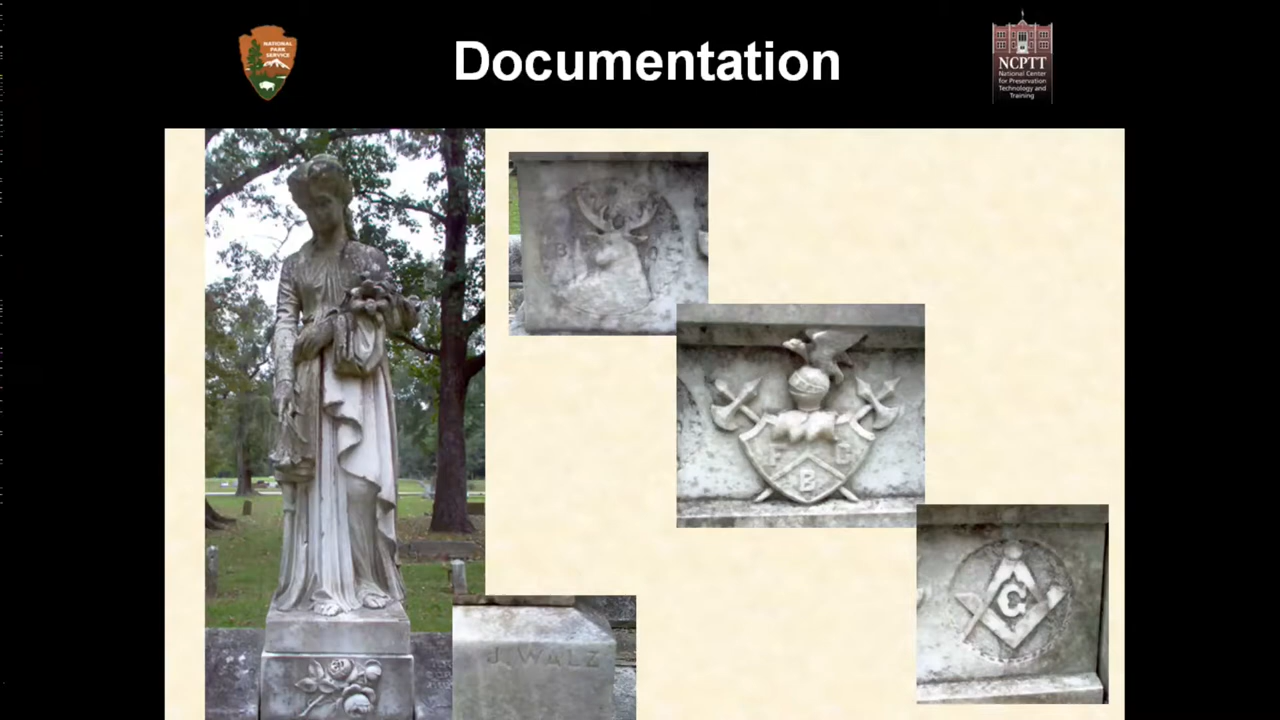 NATIONAL
PARK
SERVICE
Documentation
NCPTT
National Center
for Preservation
Technology and
Training
B O
F C
B
G
J WALZ